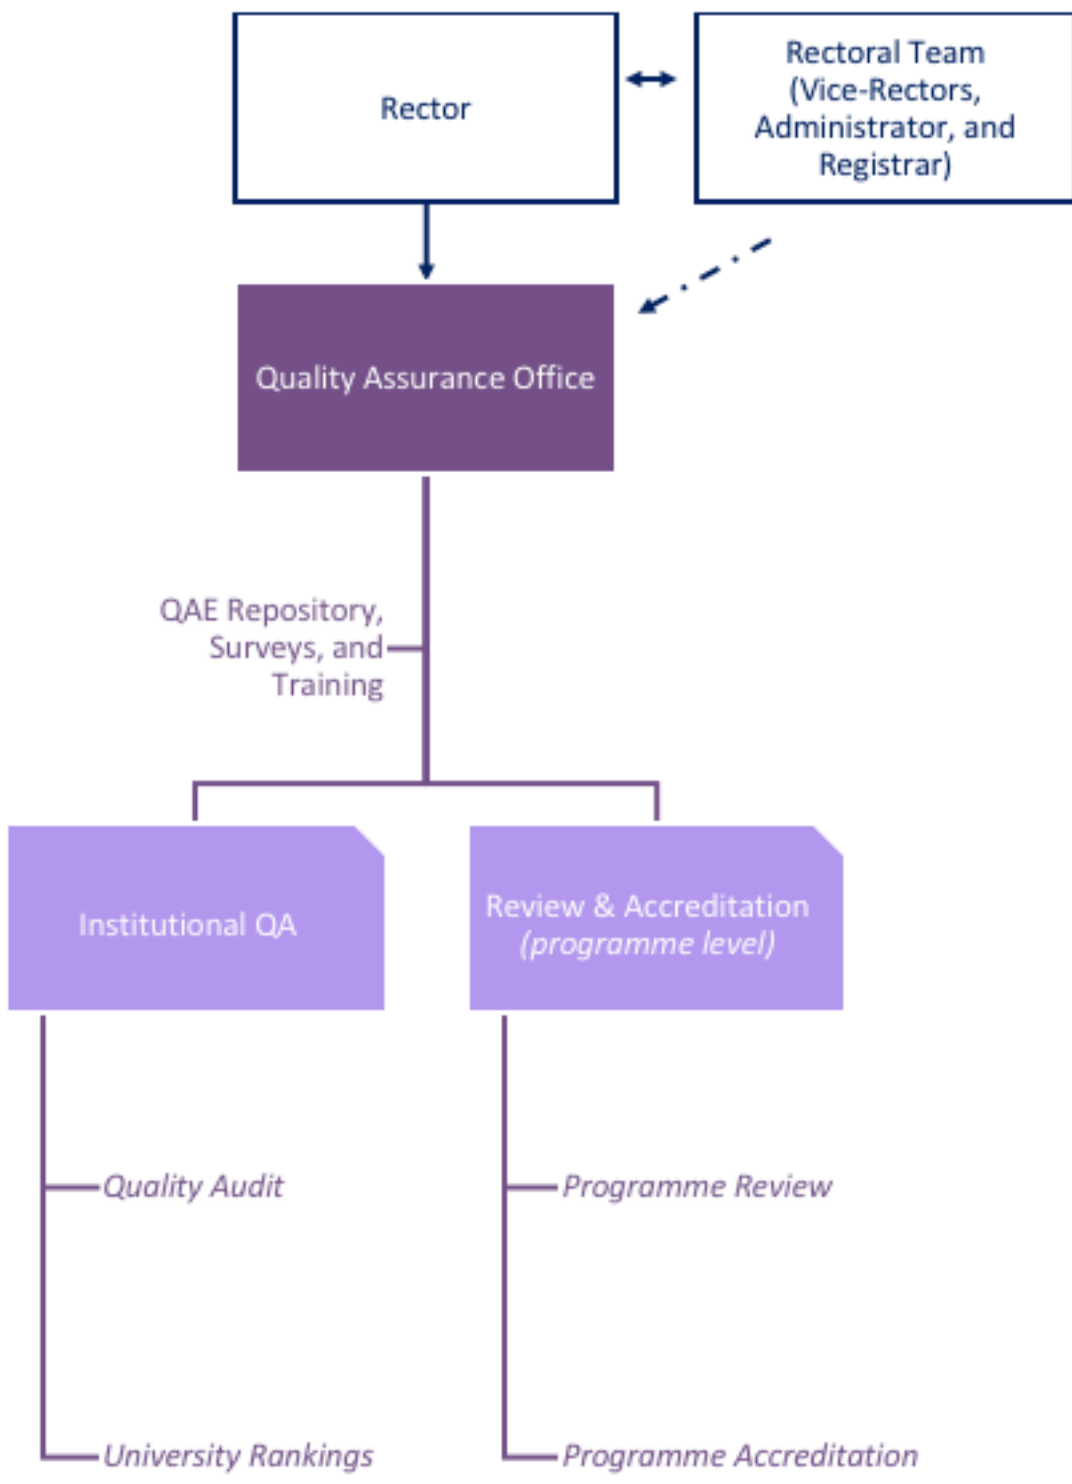 Rector
Rectoral Team
(Vice-Rectors,
Administrator, and
Registrar)
Quality Assurance Office
QAE Repository,
Surveys, and
Training
Institutional QA
Review & Accreditation
(programme level)
Quality Audit
Programme Review
University Rankings
Programme Accreditation